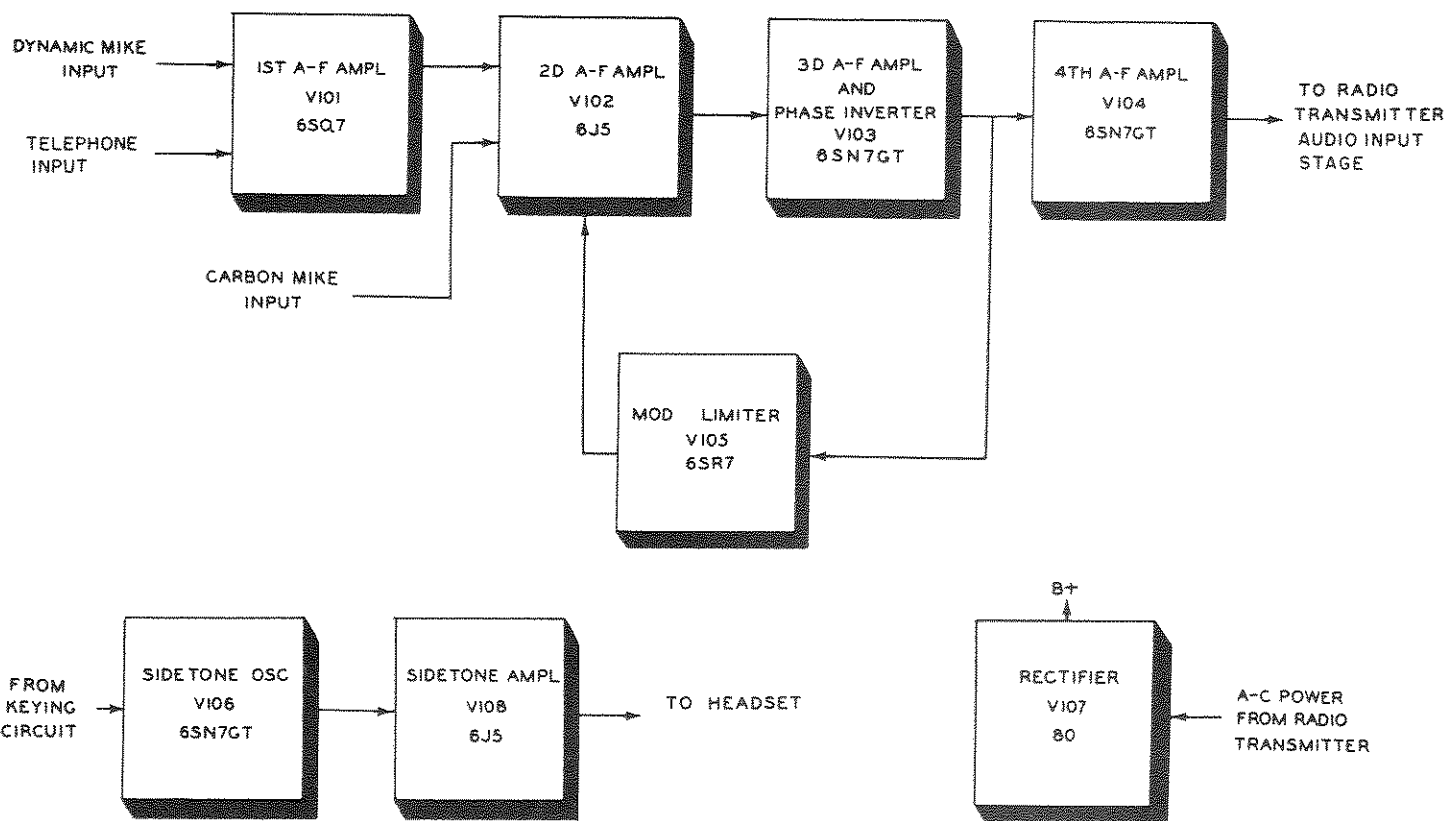 DYNAMIC MIKE
INPUT
TELEPHONE
INPUT
1ST A-F AMPL
V101
6SQ7
2D A-F AMPL
V102
6J5
3D A-F AMPL
AND
PHASE INVERTER
V103
6SN7GT
4TH A-F AMPL
V104
6SN7GT
TO RADIO
TRANSMITTER
AUDIO INPUT
STAGE
CARBON MIKE
INPUT
MOD LIMITER
V105
6SR7
FROM
KEYING
CIRCUIT
SIDETONE OSC
V106
6SN7GT
SIDETONE AMPL
V108
6J5
TO HEADSET
B+
RECTIFIER
V107
80
A-C POWER
FROM RADIO
TRANSMITTER